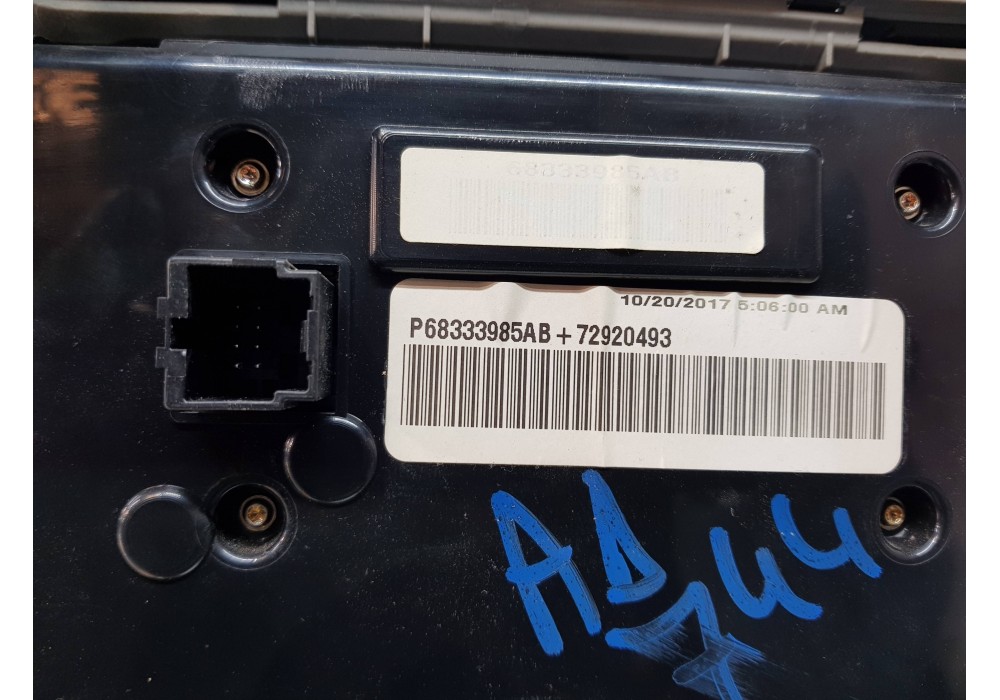 68333985AB
10/20/2017 5:06:00 AM
P68333985AB + 72920493
AD
744